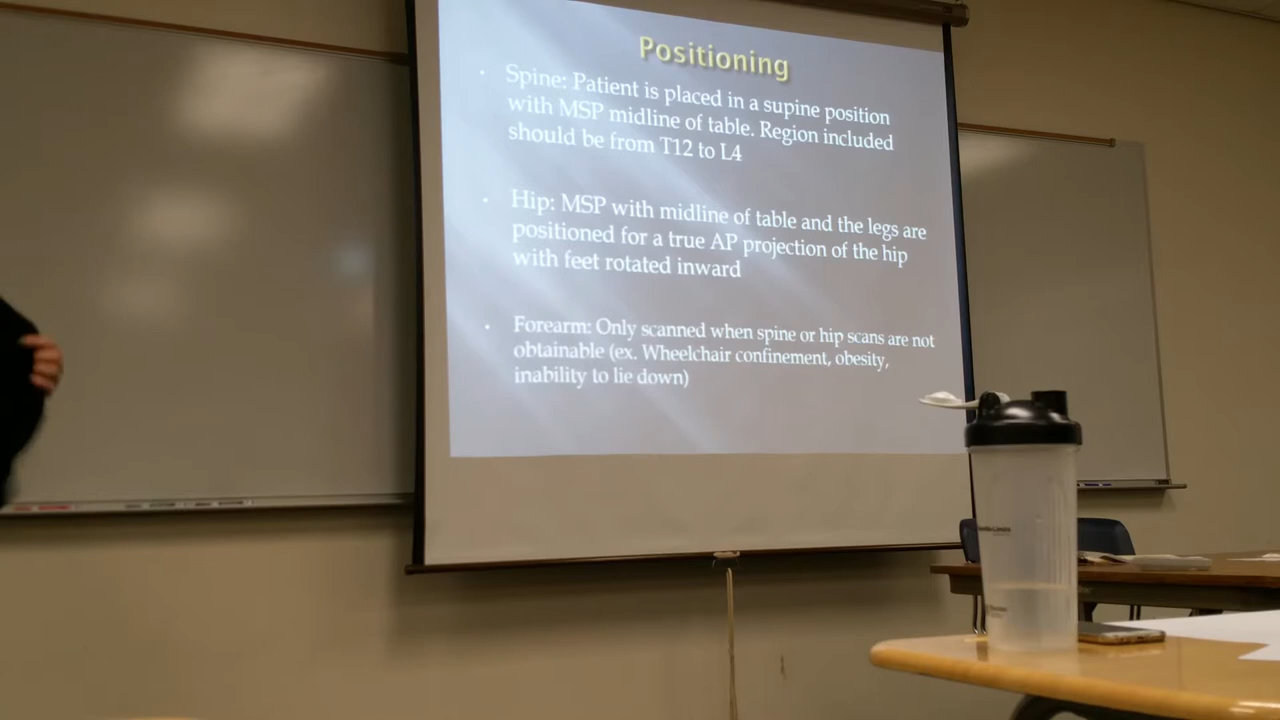 Positioning
Spine: Patient is placed in a supine position
with MSP midline of table. Region included
should be from T12 to L4
Hip: MSP with midline of table and the legs are
positioned for a true AP projection of the hip
with feet rotated inward
Forearm: Only scanned when spine or hip scans are not
obtainable (ex. Wheelchair confinement, obesity,
inability to lie down)